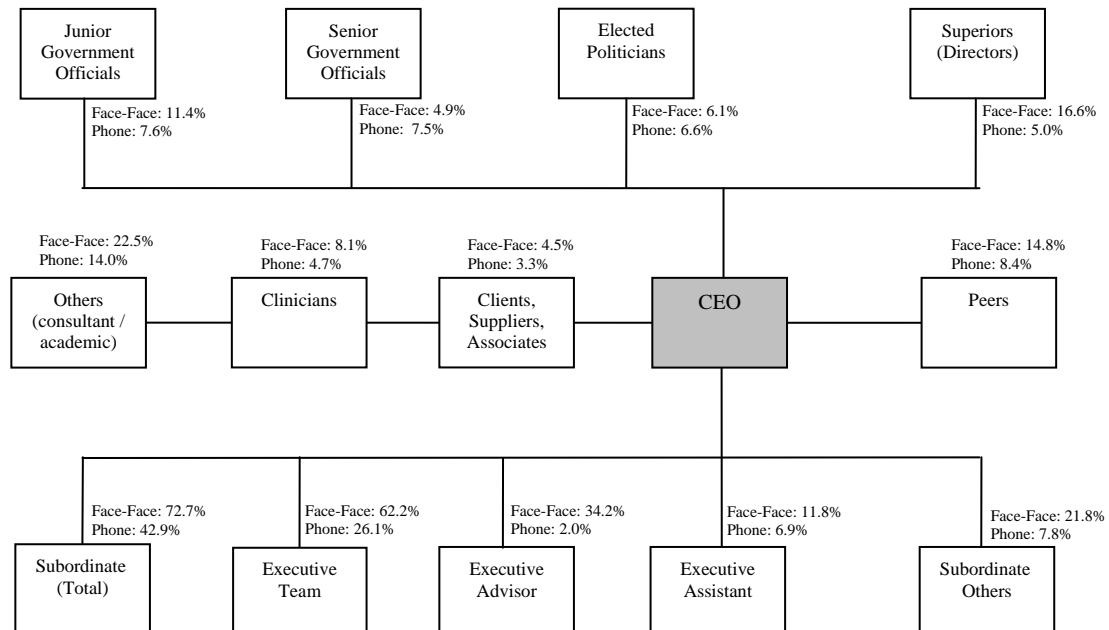 Junior
Government
Officials
Senior
Government
Officials
Elected
Politicians
Superiors
(Directors)
Face-Face: 11.4%
Phone: 7.6%
Face-Face: 4.9%
Phone:  7.5%
Face-Face: 6.1%
Phone: 6.6%
Face-Face: 16.6%
Phone: 5.0%
Face-Face: 22.5%
Phone: 14.0%
Face-Face: 8.1%
Phone: 4.7%
Face-Face: 4.5%
Phone: 3.3%
Face-Face: 14.8%
Phone: 8.4%
Others
(consultant /
academic)
Clinicians
Clients,
Suppliers,
Associates
CEO
Peers
Face-Face: 72.7%
Phone: 42.9%
Face-Face: 62.2%
Phone: 26.1%
Face-Face: 34.2%
Phone: 2.0%
Face-Face: 11.8%
Phone: 6.9%
Face-Face: 21.8%
Phone: 7.8%
Subordinate
(Total)
Executive
Team
Executive
Advisor
Executive
Assistant
Subordinate
Others